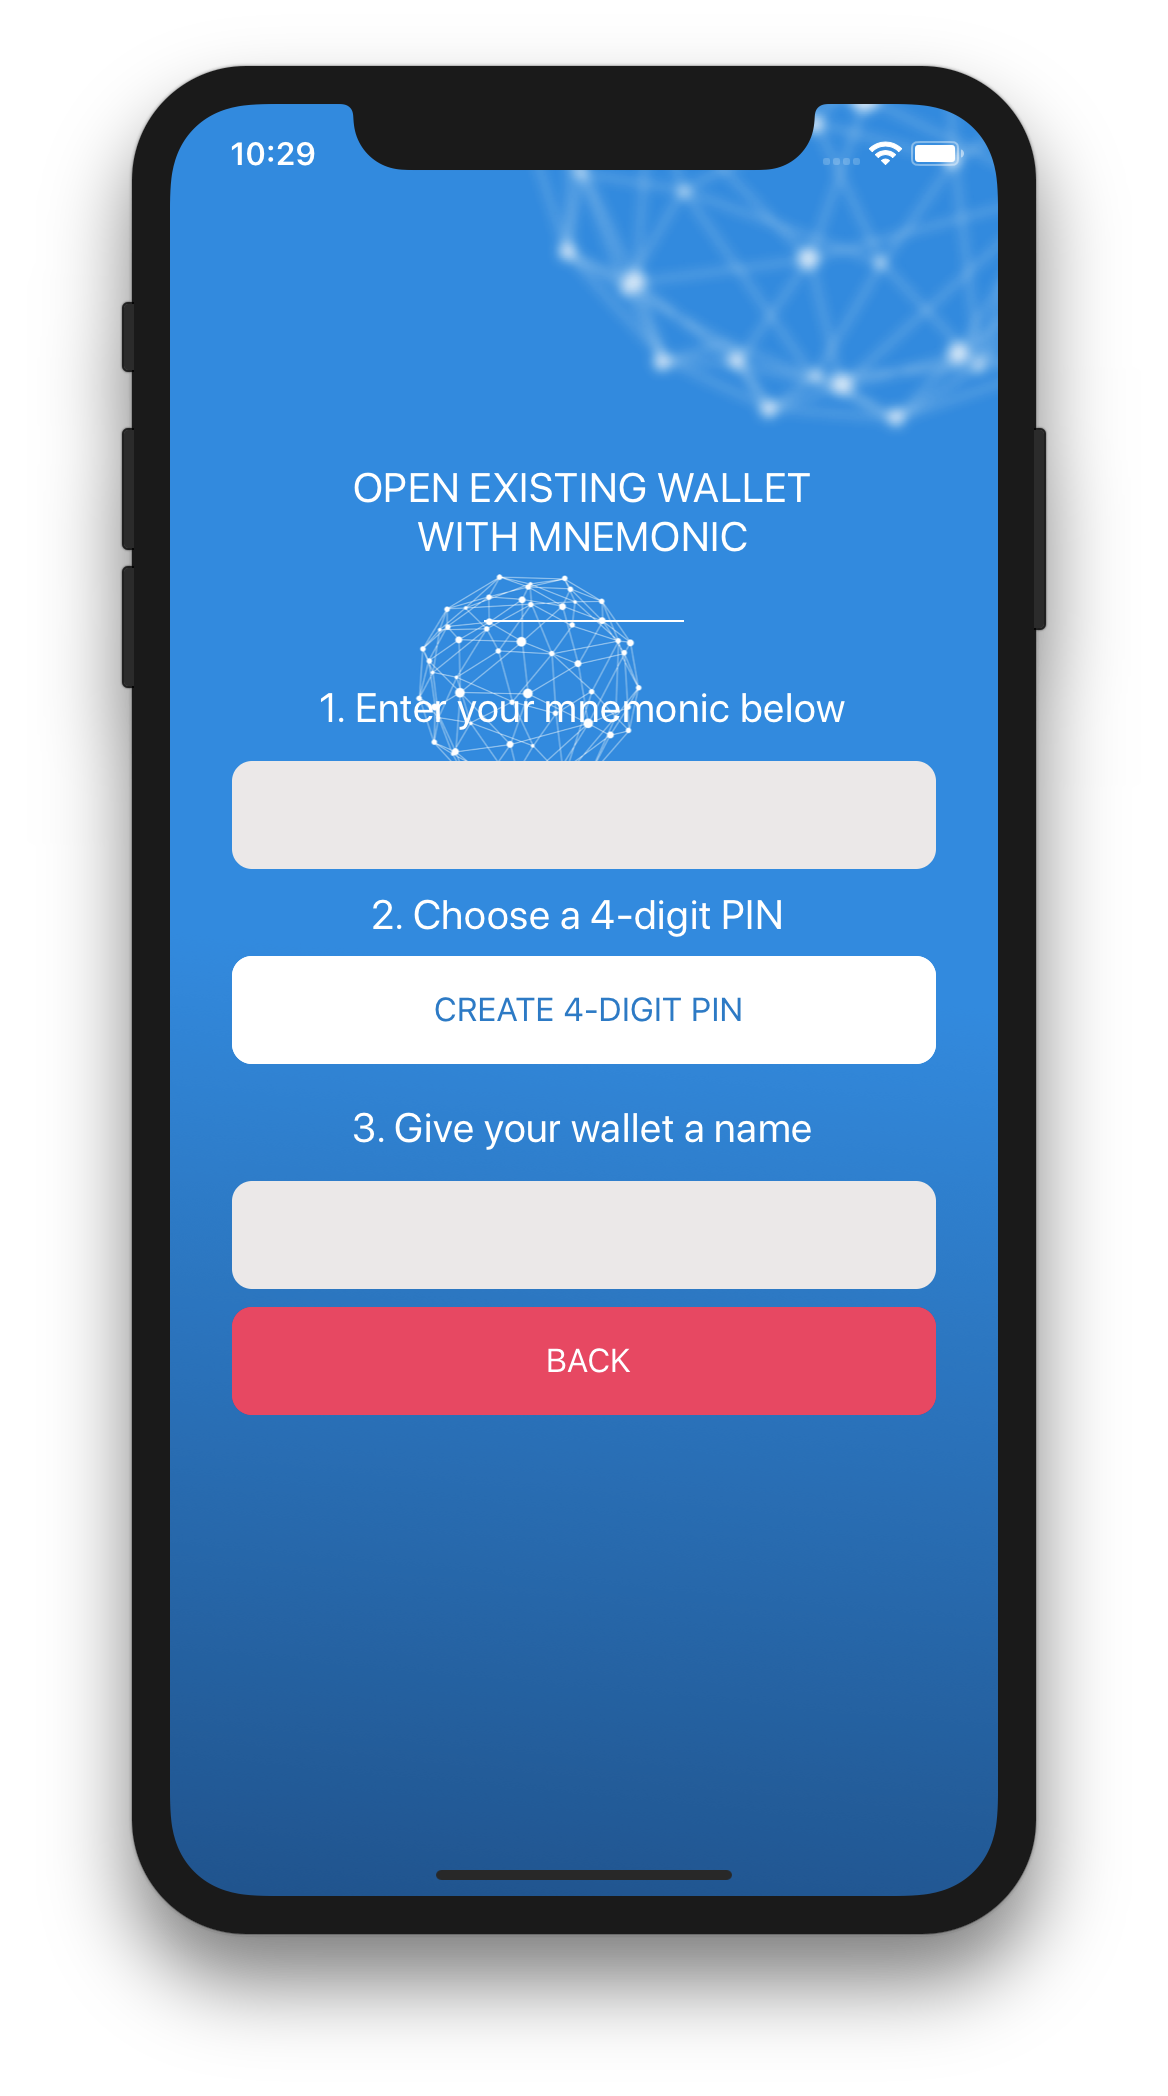 10:29
OPEN EXISTING WALLET
WITH MNEMONIC
1. Enter your mnemonic below
2. Choose a 4-digit PIN
CREATE 4-DIGIT PIN
3. Give your wallet a name
BACK